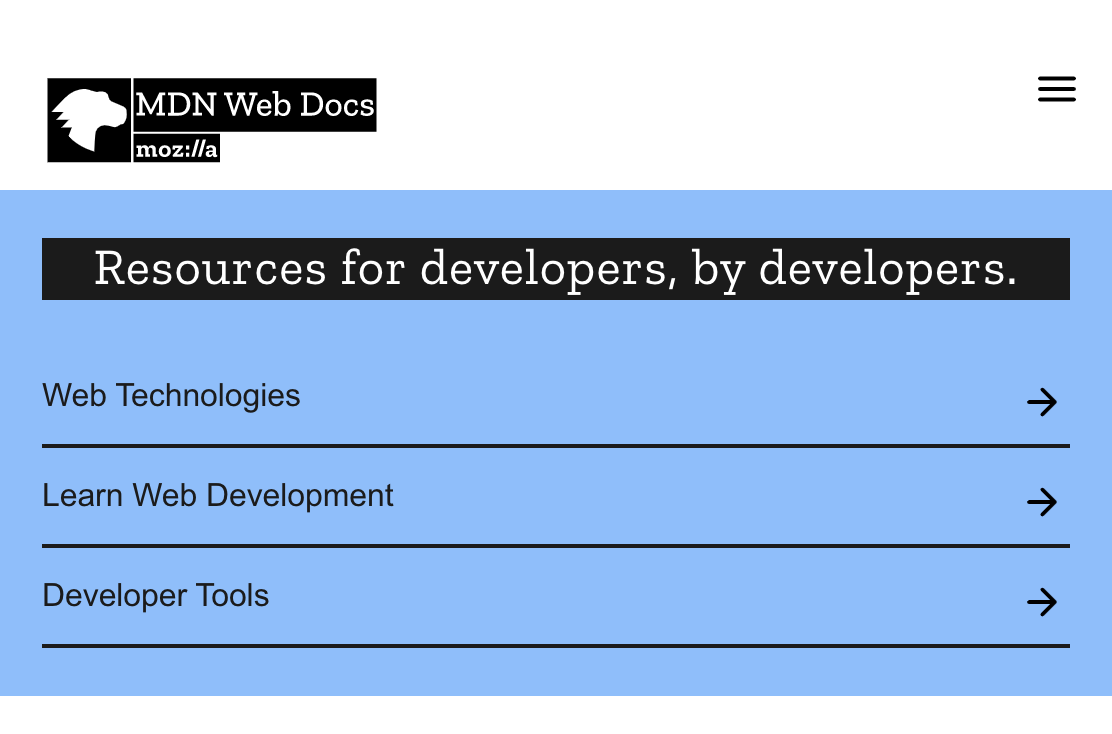 MDN Web Docs
moz://a
Resources for developers, by developers.
Web Technologies
Learn Web Development
Developer Tools